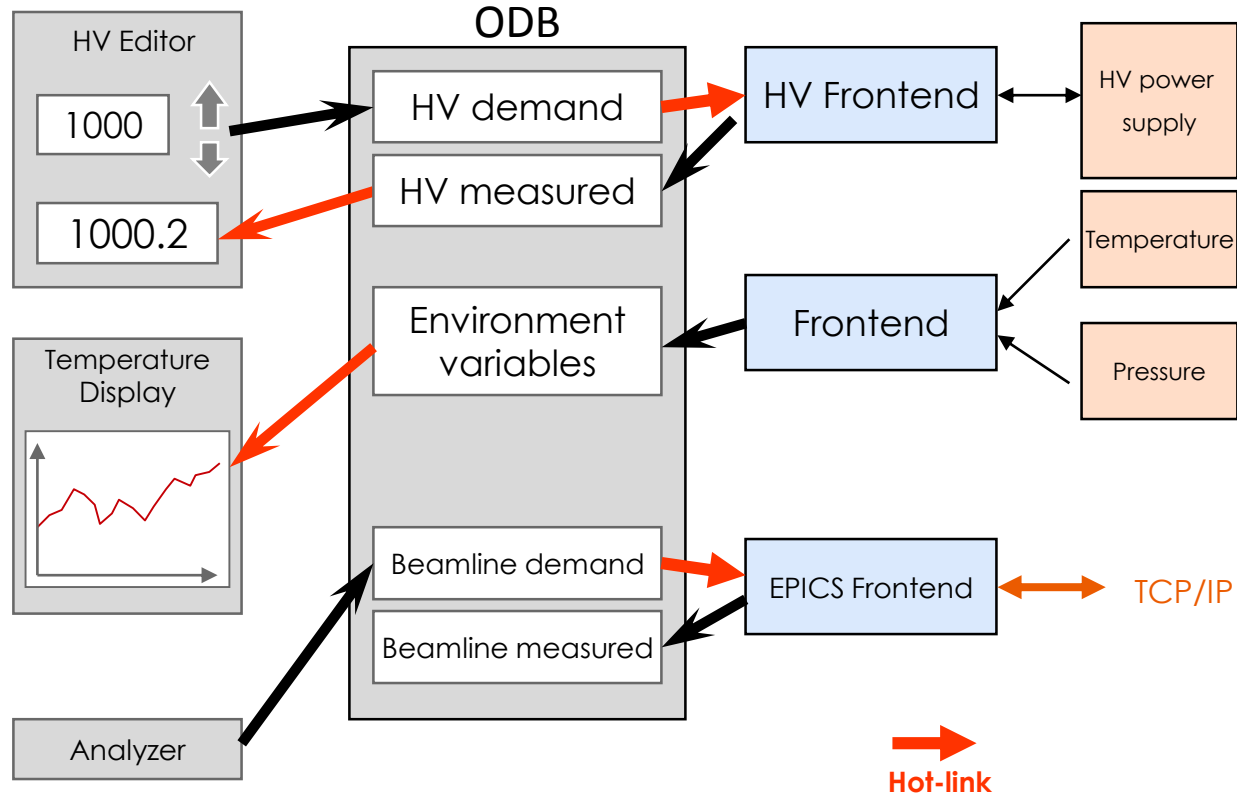 ODB
HV Editor
1000
1000.2
HV demand
HV measured
HV Frontend
HV power
supply
Temperature
Environment
variables
Frontend
Pressure
Temperature
Display
Beamline demand
Beamline measured
EPICS Frontend
TCP/IP
Analyzer
Hot-link